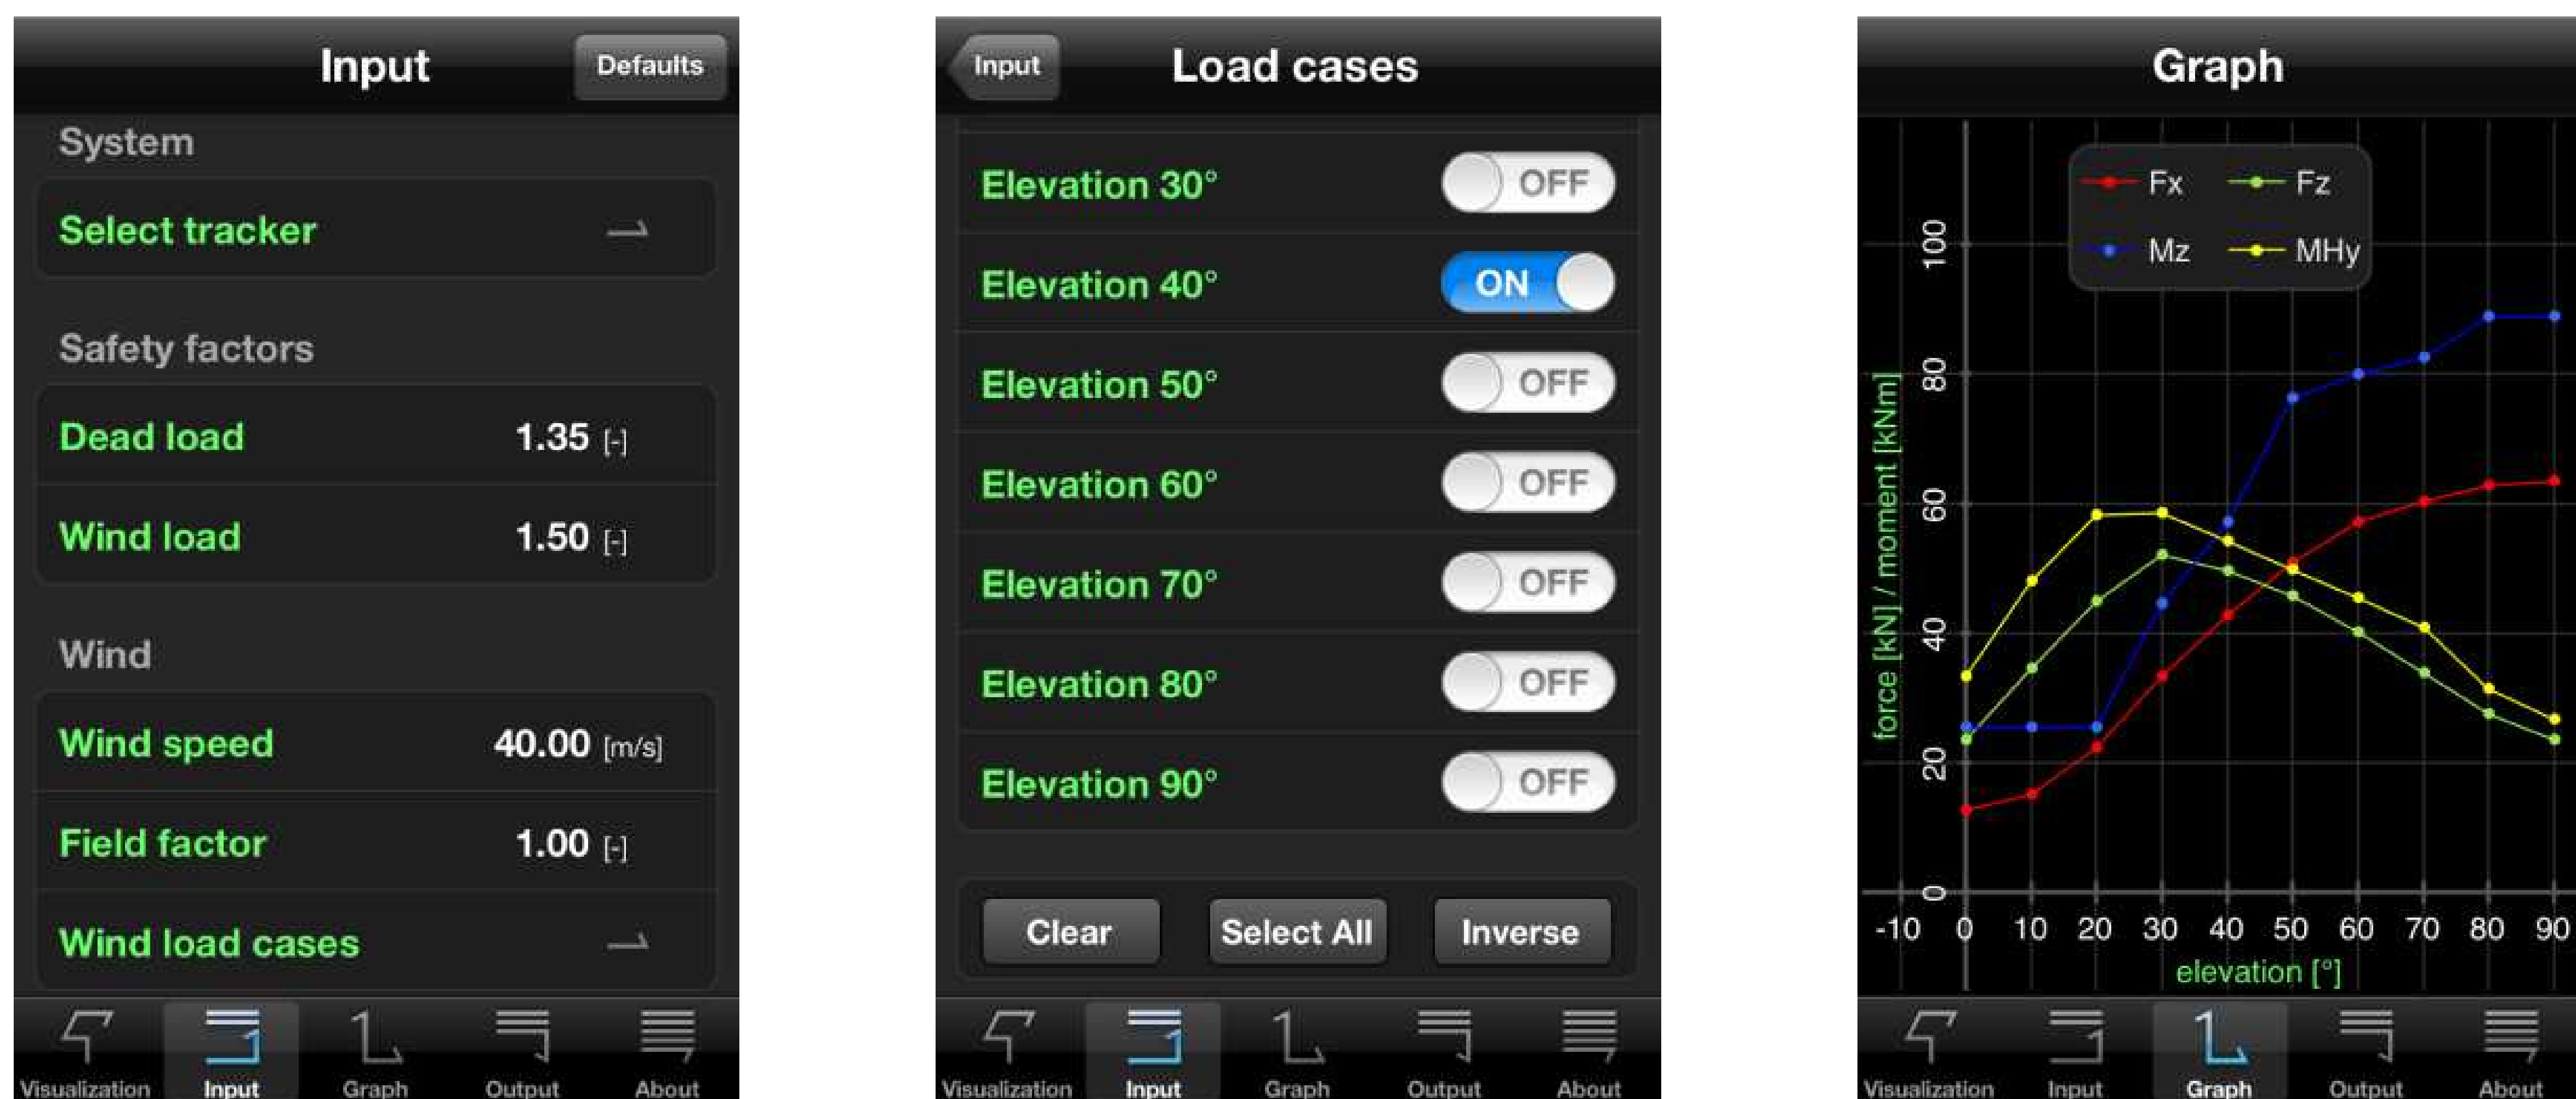 Input
Defaults
System
Select tracker
Safety factors
Dead load 1.35 [-]
Wind load 1.50 [-]
Wind
Wind speed 40.00 [m/s]
Field factor 1.00 [-]
Wind load cases
Visualization Input Graph Output About
Input
Load cases
Elevation 30° OFF
Elevation 40° ON
Elevation 50° OFF
Elevation 60° OFF
Elevation 70° OFF
Elevation 80° OFF
Elevation 90° OFF
Clear Select All Inverse
Visualization Input Graph Output About
Graph
Fx Fz
Mz MHy
force [kN] / moment [kNm]
100
80
60
40
20
0
-10 0 10 20 30 40 50 60 70 80 90
elevation [°]
Visualization Input Graph Output About